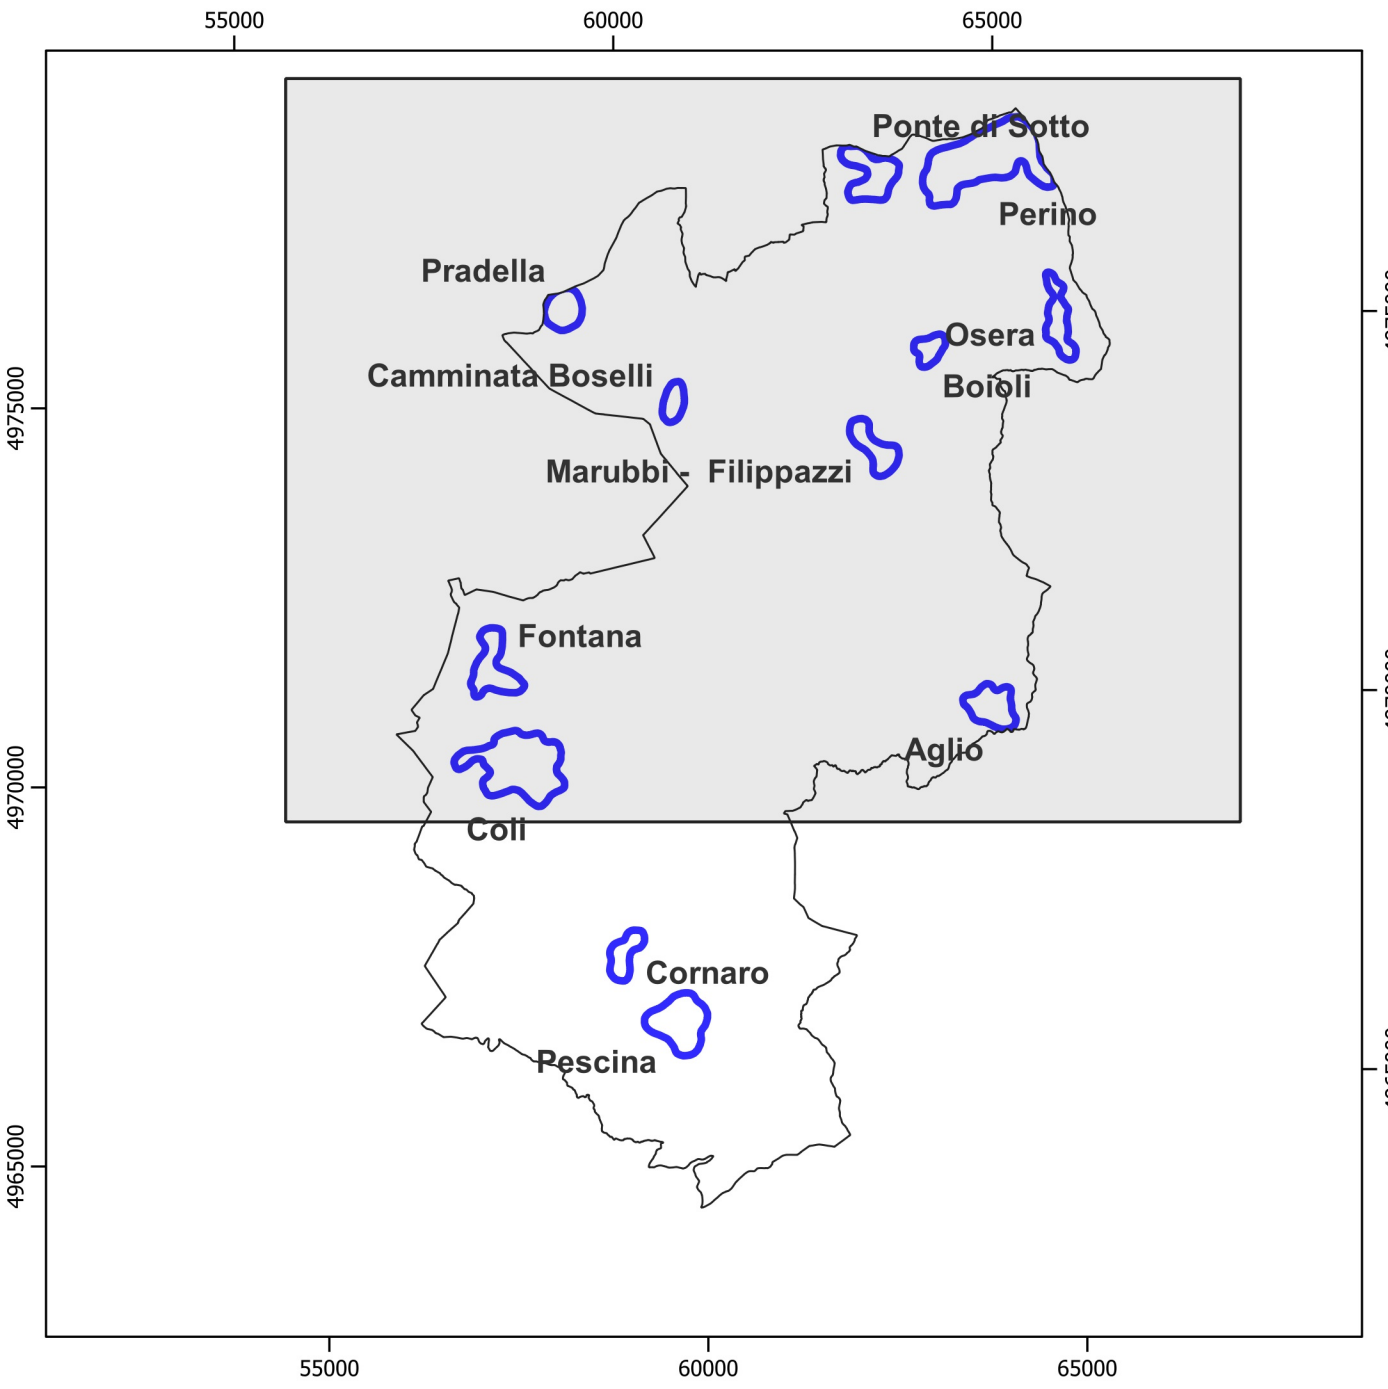 55000 60000 65000
Ponte di Sotto
Perino
Pradella
Osera
Camminata Boselli
Boioli
4975000
Marubbi - Filippazzi
Fontana
Aglio
4970000
Coli
Cornaro
Pescina
4965000
55000 60000 65000